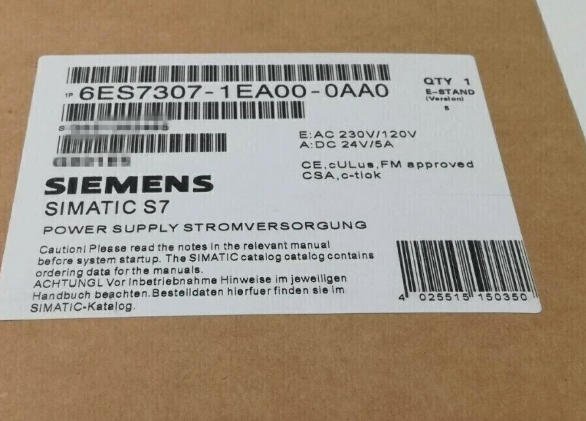 QTY 1
1P 6ES7307-1EA00-0AA0
E-STAND
(Version)
E:AC 230V/120V
A:DC 24V/5A
CE,cULus,FM approved
CSA,c-tick
SIEMENS
SIMATIC S7
POWER SUPPLY STROMVERSORGUNG
Caution! Please read the notes in the relevant manual
before system startup. The SIMATIC catalog catalog contains
ordering data for the manuals.
ACHTUNGL Vor Inbetriebnahme Hinweise im jeweiligen
Handbuch beachten.Bestelldaten hierfuer finden sie im
SIMATIC-Katalog.
4 025515 150350